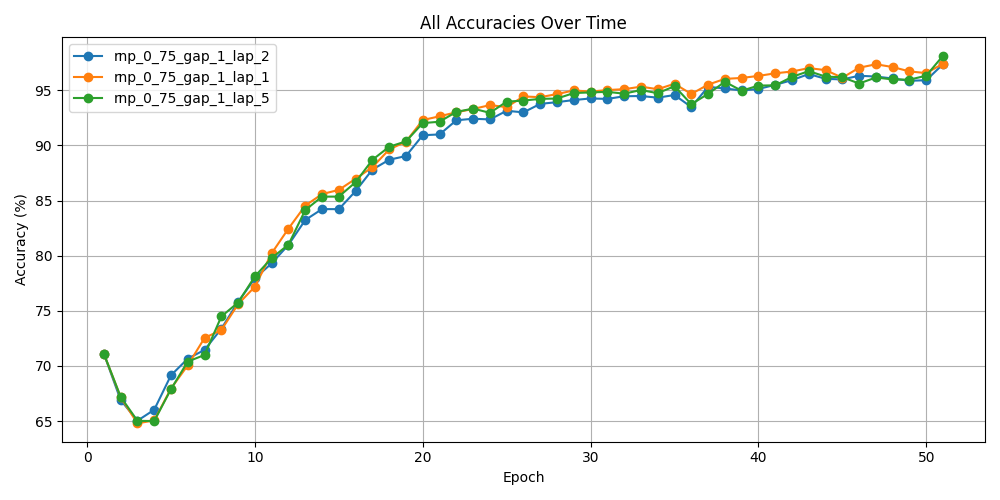 All Accuracies Over Time
rnp_0_75_gap_1_lap_2
rnp_0_75_gap_1_lap_1
rnp_0_75_gap_1_lap_5
Accuracy (%)
95
90
85
80
75
70
65
0 10 20 30 40 50
Epoch